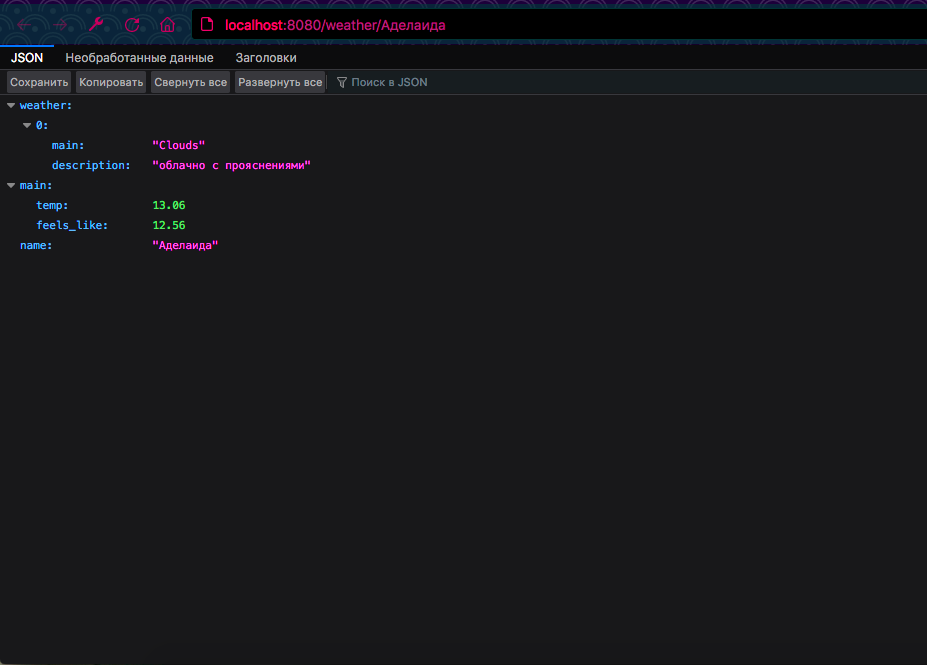 localhost:8080/weather/Аделаида
JSON Необработанные данные Заголовки
Сохранить Копировать Свернуть все Развернуть все Поиск в JSON
weather:
0:
main: "Clouds"
description: "облачно с прояснениями"
main:
temp: 13.06
feels_like: 12.56
name: "Аделаида"